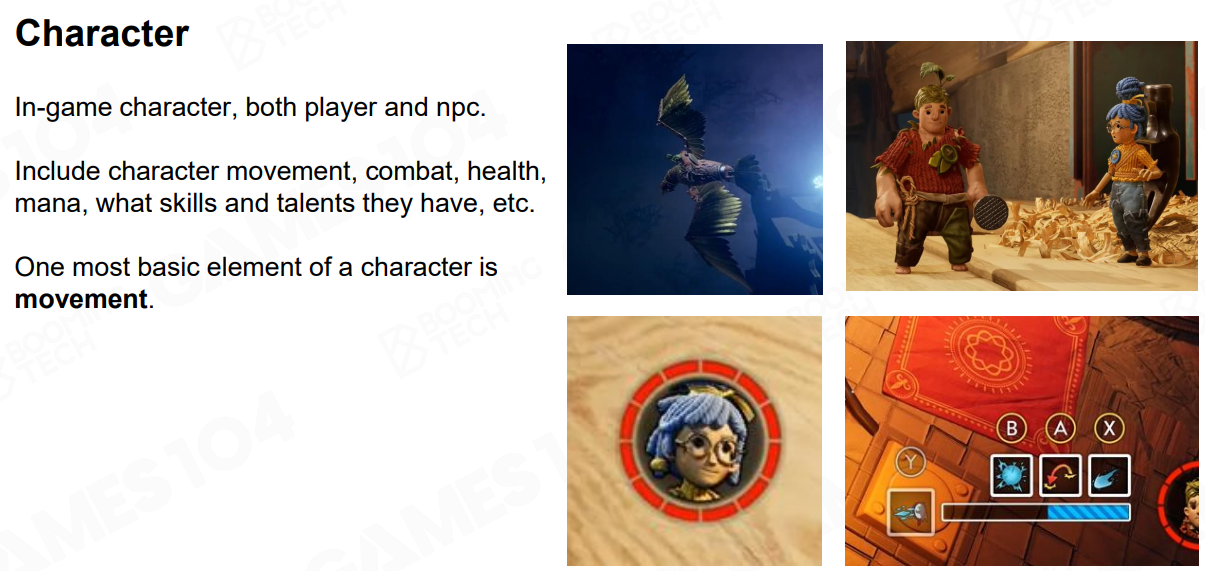 Character
In-game character, both player and npc.
Include character movement, combat, health,
mana, what skills and talents they have, etc.
One most basic element of a character is
movement.
B A X
Y
BOOMING
TECH
GAMES 104